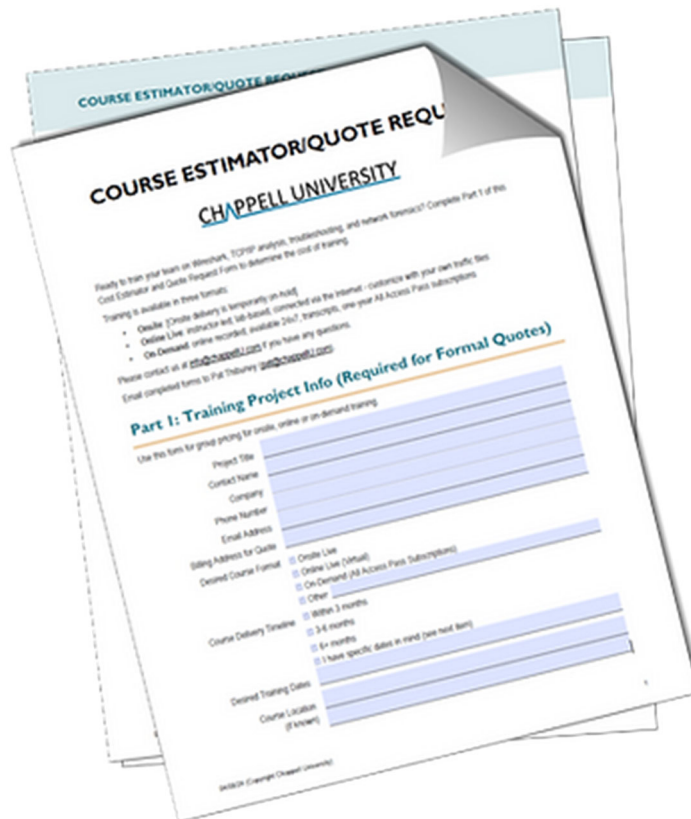 COURSE ESTIMATOR/QUOTE REQUE
COURSE ESTIMATOR/QUOTE REQU
CHAPPELL UNIVERSITY
Ready to train your team on Wireshark, TCP/IP analysis, troubleshooting, and network forensics? Complete Part 1 of this
Cost Estimator and Quote Request Form to determine the cost of training.
Training is available in three formats:
• Onsite: [Onsite delivery is temporarily on-hold]
• Online Live: instructor-led, lab-based; connected via the Internet - customize with your own traffic files
• On-Demand: online recorded, available 24x7, transcripts, one-year All Access Pass subscriptions
Please contact us at info@chappellU.com if you have any questions.
Email completed forms to Pat
Part 1: Training Project Info (Required for Formal Quotes)
Use this form for group pricing for onsite, online or on-demand training.
Project Title
Contact Name
Company
Phone Number
Email Address
Billing Address for Quote
Desired Course Format
Onsite Live
Online Live (Virtual)
On-Demand (All Access Pass Subscriptions)
Other
Course Delivery Timeline
Within 3 months
3-6 months
6+ months
I have specific dates in mind (see next item)
Desired Training Dates
Course Location
(if known)
(Copyright Chappell University)